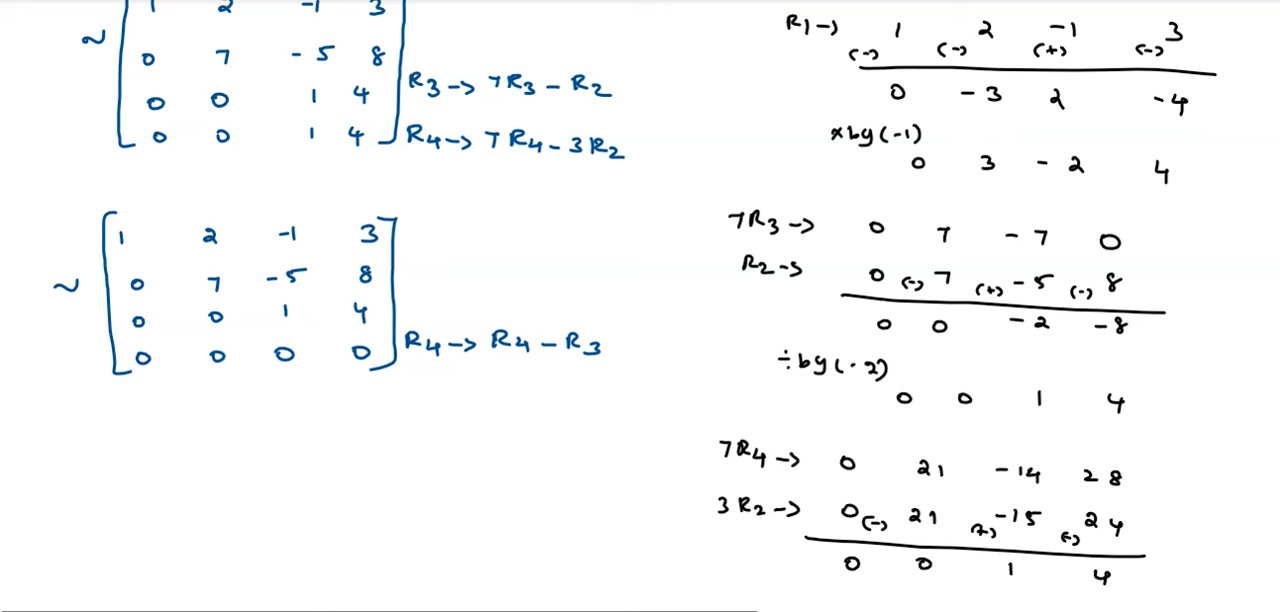 1 2 -1 3
~ 0 7 -5 8
0 0 1 4 R3 -> 7R3 - R2
0 0 1 4 R4 -> 7R4 - 3R2
1 2 -1 3
~ 0 7 -5 8
0 0 1 4
0 0 0 0 R4 -> R4 - R3
R1 -> 1 2 -1 3
(-) (-) (+) (-)
0 -3 2 -4
× by (-1)
0 3 -2 4
7R3 -> 0 7 -7 0
R2 -> 0 (-) 7 (+) -5 (-) 8
0 0 -2 -8
÷ by (-2)
0 0 1 4
7R4 -> 0 21 -14 28
3R2 -> 0 (-) 21 (+) -15 (-) 24
0 0 1 4